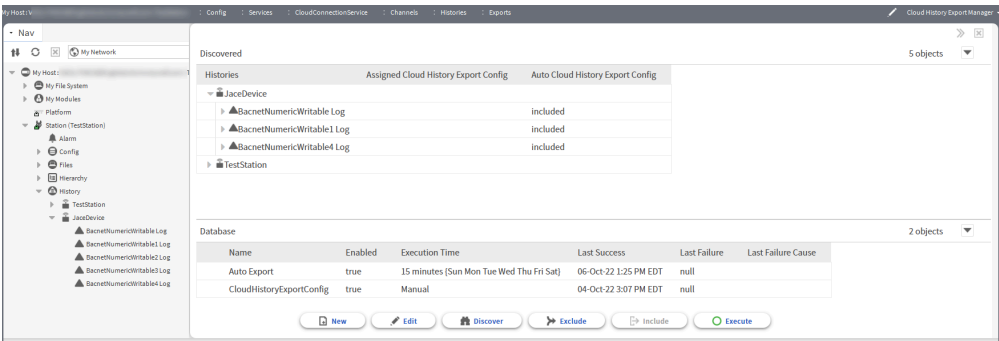 My Host : : Config : Services : CloudConnectionService : Channels : Histories : Exports Cloud History Export Manager
Nav
My Network
My Host :
My File System
My Modules
Platform
Station (TestStation)
Alarm
Config
Files
Hierarchy
History
TestStation
JaceDevice
BacnetNumericWritable Log
BacnetNumericWritable1 Log
BacnetNumericWritable2 Log
BacnetNumericWritable3 Log
BacnetNumericWritable4 Log
Discovered 5 objects
Histories Assigned Cloud History Export Config Auto Cloud History Export Config
JaceDevice
BacnetNumericWritable Log included
BacnetNumericWritable1 Log included
BacnetNumericWritable4 Log included
TestStation
Database 2 objects
Name Enabled Execution Time Last Success Last Failure Last Failure Cause
Auto Export true 15 minutes {Sun Mon Tue Wed Thu Fri Sat} 06-Oct-22 1:25 PM EDT null
CloudHistoryExportConfig true Manual 04-Oct-22 3:07 PM EDT null
New Edit Discover Exclude Include Execute